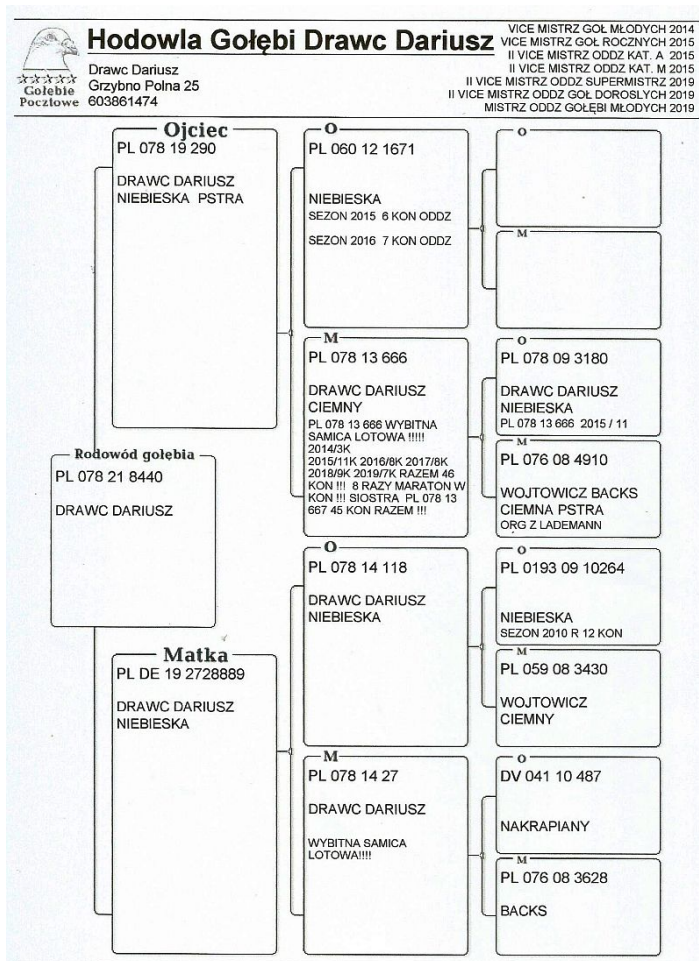 Gołębie
Pocztowe
Hodowla Gołębi Drawc Dariusz
Drawc Dariusz
Grzybno Polna 25
603861474
VICE MISTRZ GOŁ MŁODYCH 2014
VICE MISTRZ GOŁ ROCZNYCH 2015
II VICE MISTRZ ODDZ KAT. A 2015
II VICE MISTRZ ODDZ KAT. M 2015
II VICE MISTRZ ODDZ SUPERMISTRZ 2019
II VICE MISTRZ ODDZ GOŁ DOROSLYCH 2019
MISTRZ ODDZ GOŁĘBI MŁODYCH 2019
Rodowód gołębia
PL 078 21 8440
DRAWC DARIUSZ
Ojciec
PL 078 19 290
DRAWC DARIUSZ
NIEBIESKA PSTRA
Matka
PL DE 19 2728889
DRAWC DARIUSZ
NIEBIESKA
O
PL 060 12 1671
NIEBIESKA
SEZON 2015 6 KON ODDZ
SEZON 2016 7 KON ODDZ
M
PL 078 13 666
DRAWC DARIUSZ
CIEMNY
PL 078 13 666 WYBITNA
SAMICA LOTOWA !!!!!
2014/3K
2015/11K 2016/8K 2017/8K
2018/9K 2019/7K RAZEM 46
KON !!! 8 RAZY MARATON W
KON !!! SIOSTRA PL 078 13
667 45 KON RAZEM !!!
O
PL 078 14 118
DRAWC DARIUSZ
NIEBIESKA
M
PL 078 14 27
DRAWC DARIUSZ
WYBITNA SAMICA
LOTOWA!!!!
O
M
O
PL 078 09 3180
DRAWC DARIUSZ
NIEBIESKA
PL 078 13 666 2015 / 11
M
PL 076 08 4910
WOJTOWICZ BACKS
CIEMNA PSTRA
ORG Z LADEMANN
O
PL 0193 09 10264
NIEBIESKA
SEZON 2010 R 12 KON
M
PL 059 08 3430
WOJTOWICZ
CIEMNY
O
DV 041 10 487
NAKRAPIANY
M
PL 076 08 3628
BACKS